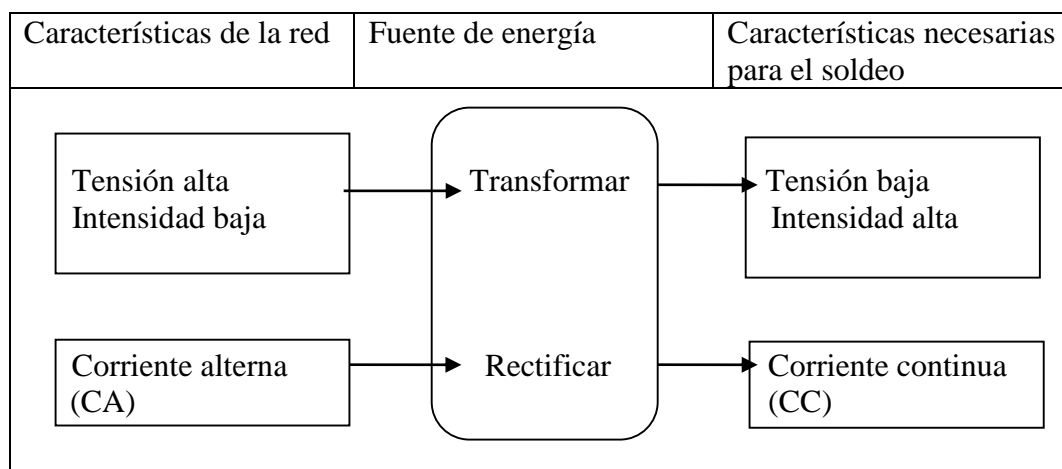 Características de la red
Fuente de energía
Características necesarias
para el soldeo
Tensión alta
Intensidad baja
Transformar
Tensión baja
Intensidad alta
Corriente alterna
(CA)
Rectificar
Corriente continua
(CC)